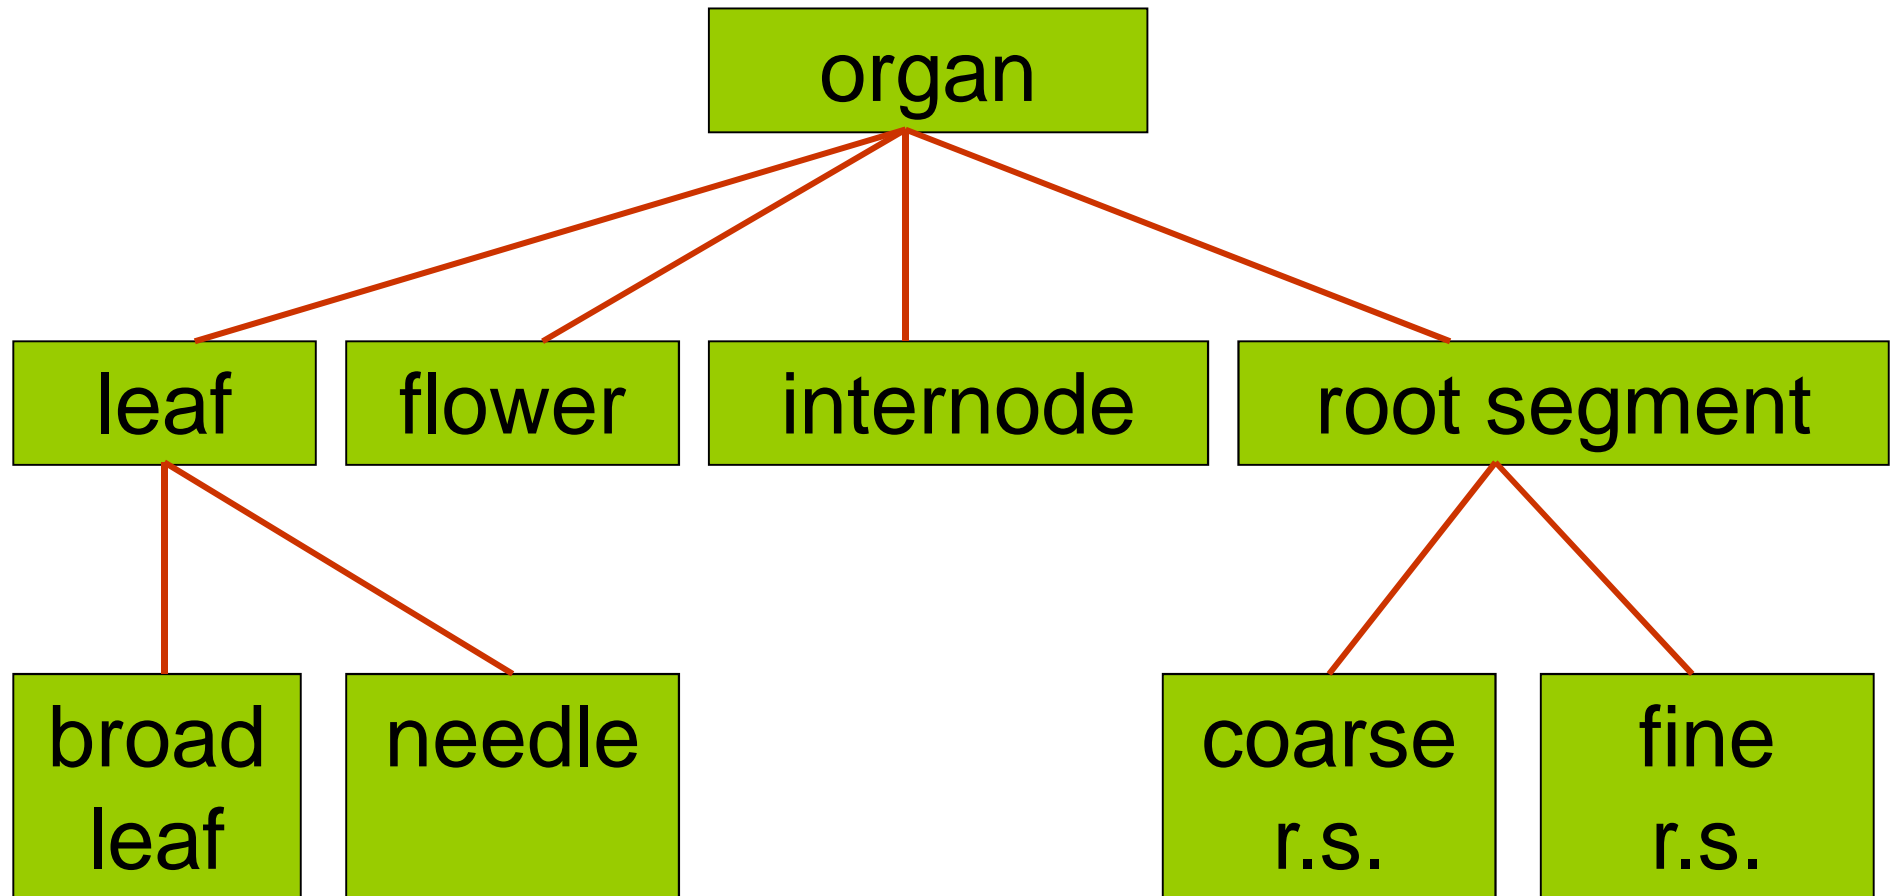 organ
leaf
flower
internode
root segment
broad
leaf
needle
coarse
r.s.
fine
r.s.